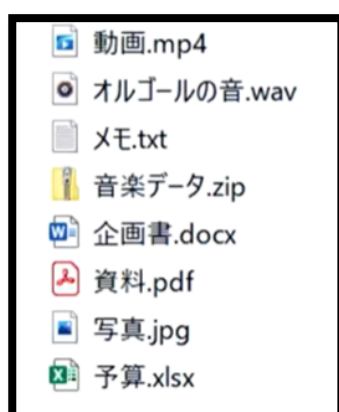 動画.mp4
オルゴールの音.wav
メモ.txt
音楽データ.zip
企画書.docx
資料.pdf
写真.jpg
予算.xlsx